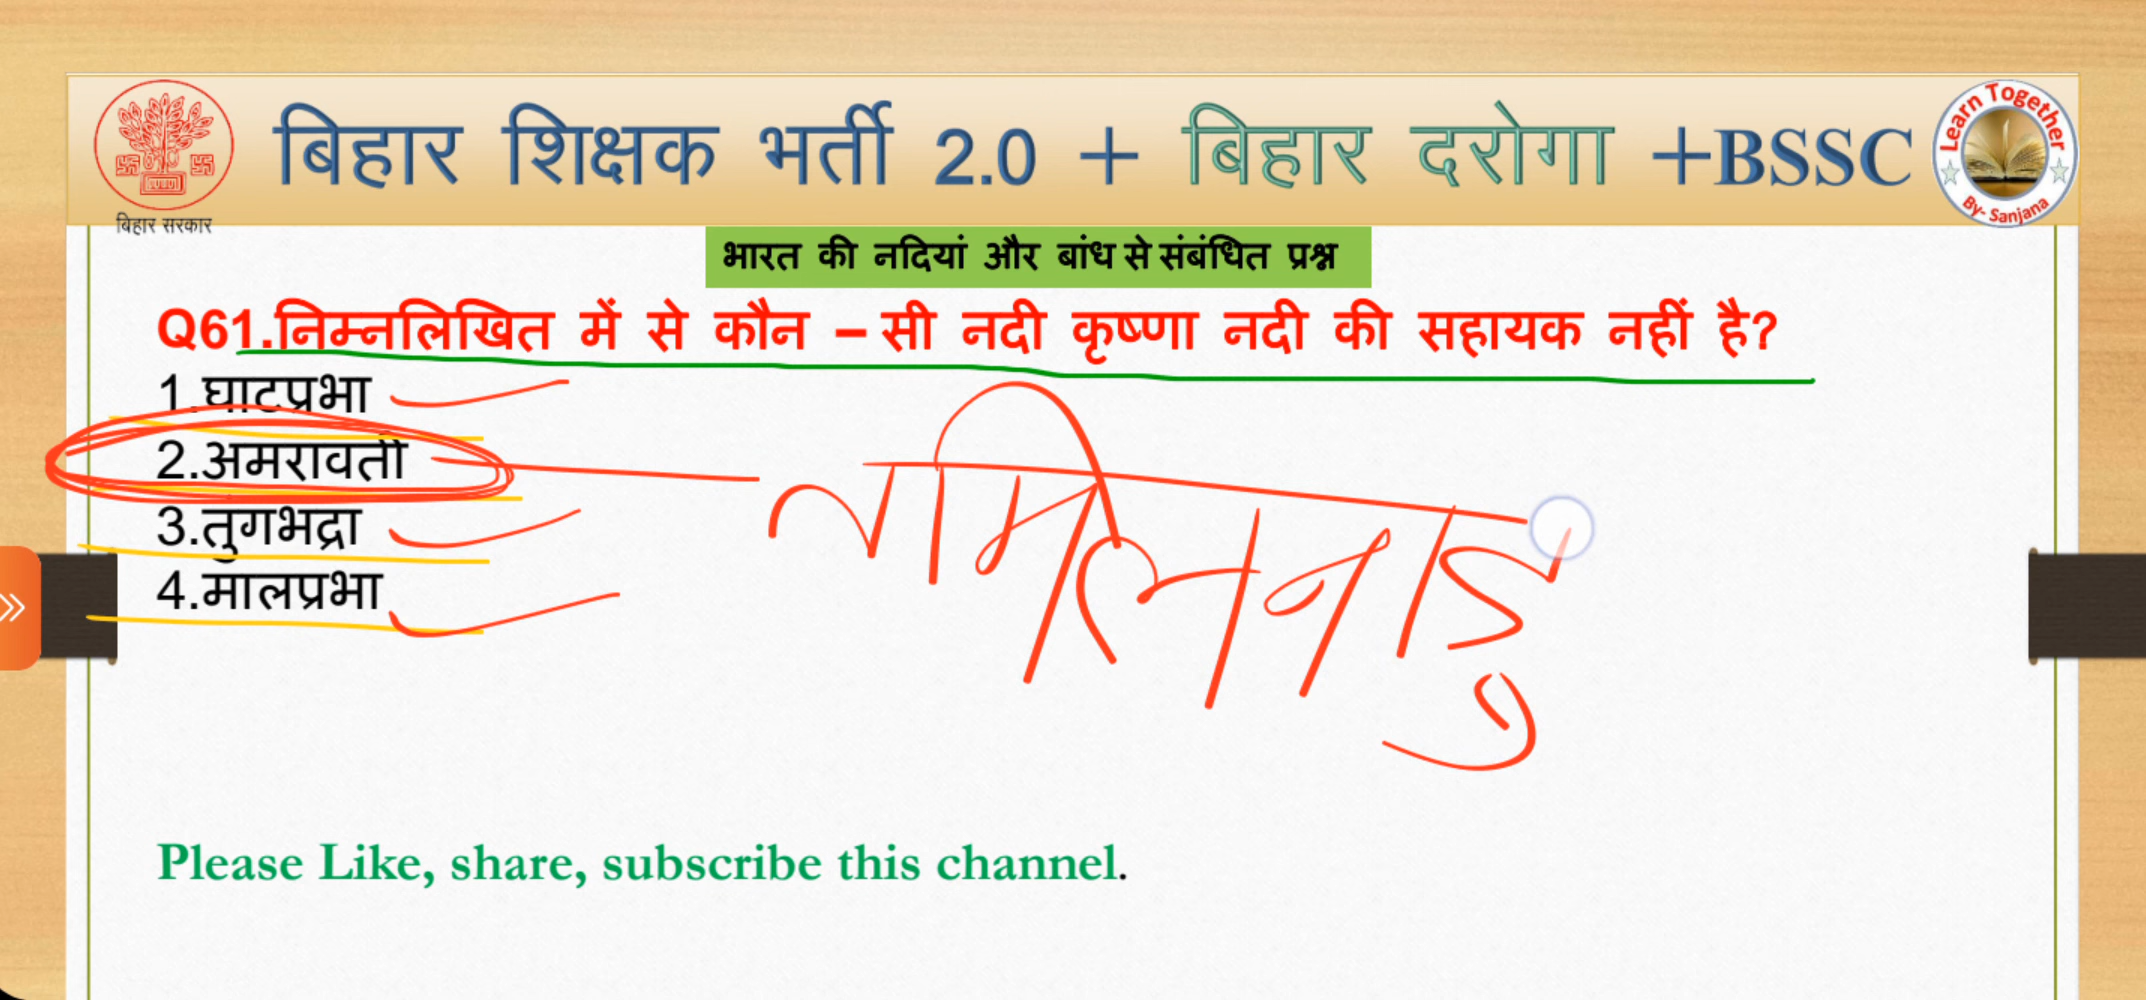 बिहार शिक्षक भर्ती 2.0 + बिहार दरोगा +BSSC
बिहार सरकार
Learn Together
By- Sanjana
भारत की नदियां और बांध से संबंधित प्रश्न
Q61.निम्नलिखित में से कौन – सी नदी कृष्णा नदी की सहायक नहीं है?
1.घाटप्रभा
2.अमरावती
3.तुगभद्रा
4.मालप्रभा
तामिलनाडु
Please Like, share, subscribe this channel.